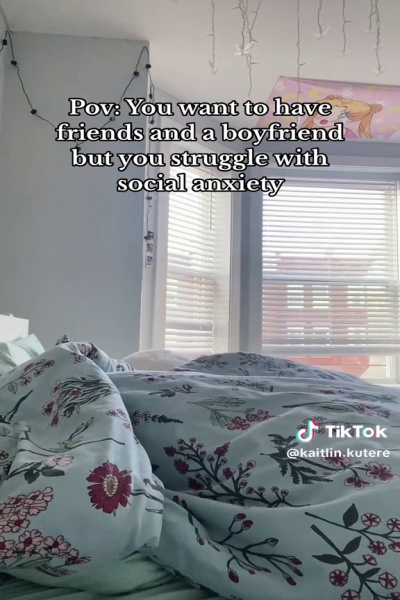 Pov: You want to have
friends and a boyfriend
but you struggle with
social anxiety
TikTok
@kaitlin.kutere